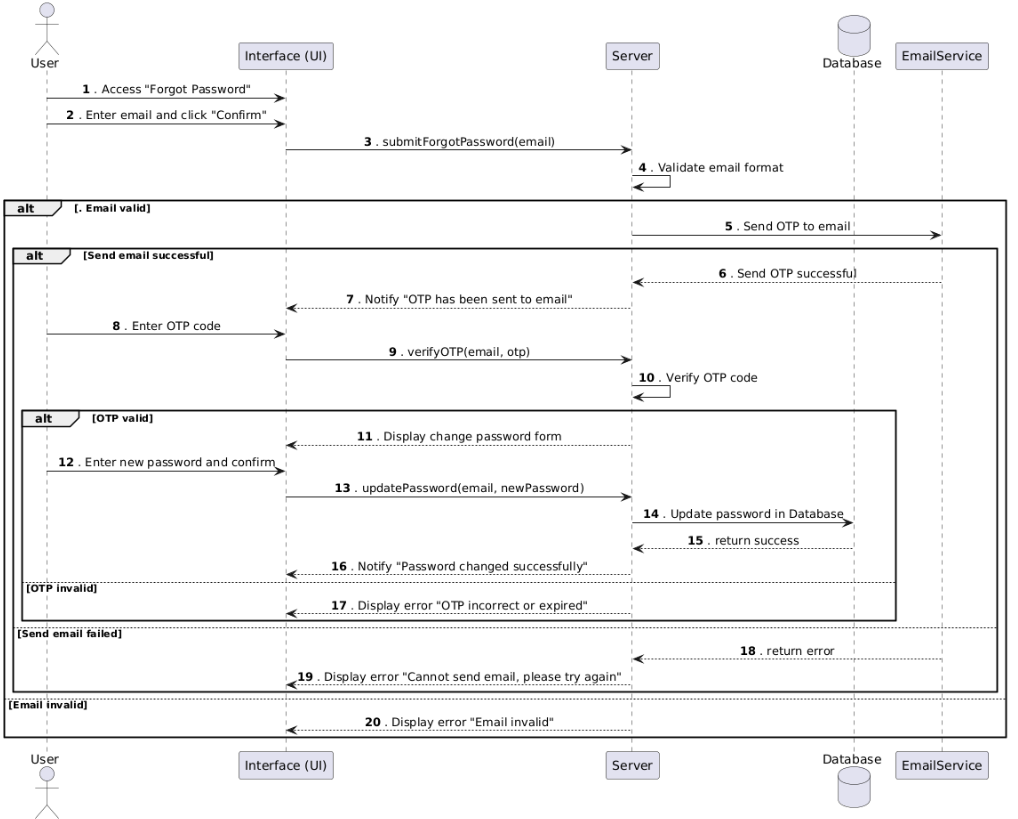 User
Interface (UI)
Server
Database
EmailService
1 . Access "Forgot Password"
2 . Enter email and click "Confirm"
3 . submitForgotPassword(email)
4 . Validate email format
alt [. Email valid]
5 . Send OTP to email
alt [Send email successful]
6 . Send OTP successful
7 . Notify "OTP has been sent to email"
8 . Enter OTP code
9 . verifyOTP(email, otp)
10 . Verify OTP code
alt [OTP valid]
11 . Display change password form
12 . Enter new password and confirm
13 . updatePassword(email, newPassword)
14 . Update password in Database
15 . return success
16 . Notify "Password changed successfully"
[OTP invalid]
17 . Display error "OTP incorrect or expired"
[Send email failed]
18 . return error
19 . Display error "Cannot send email, please try again"
[Email invalid]
20 . Display error "Email invalid"
User
Interface (UI)
Server
Database
EmailService